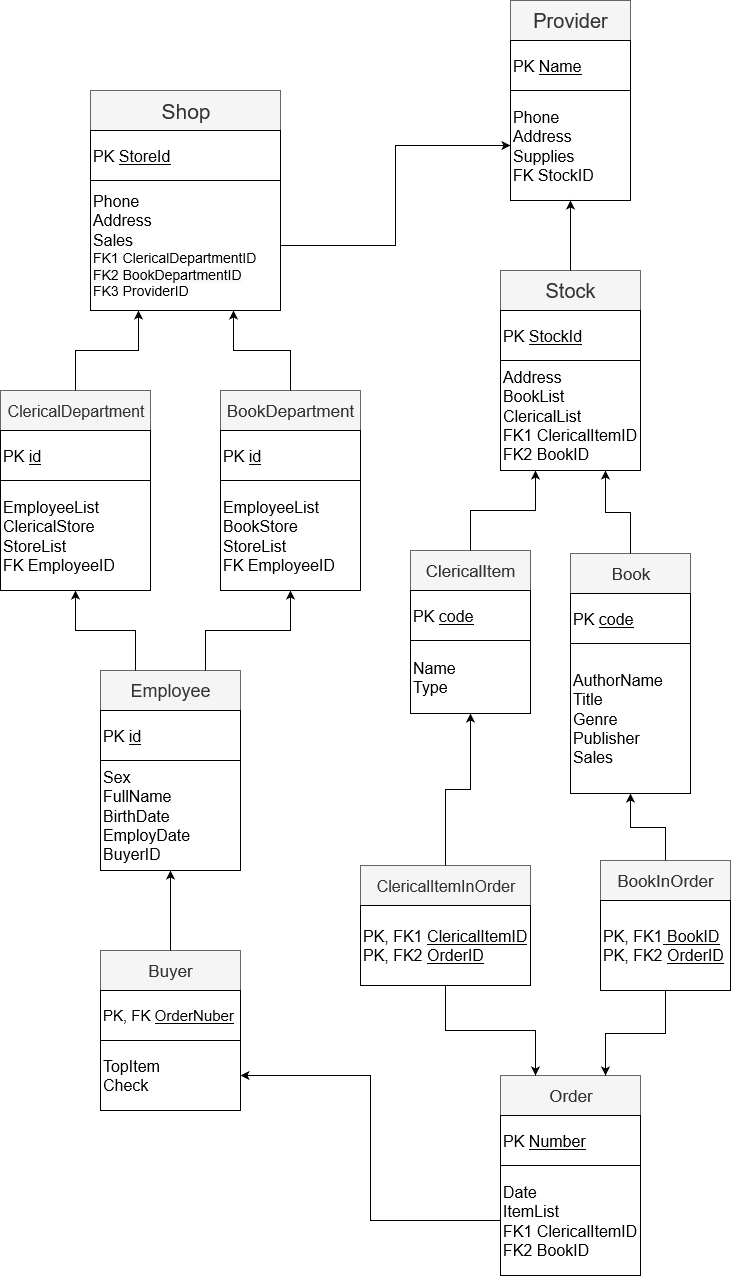 Provider
PK Name
Phone
Address
Supplies
FK StockID
Shop
PK StoreId
Phone
Address
Sales
FK1 ClericalDepartmentID
FK2 BookDepartmentID
FK3 ProviderID
Stock
PK StockId
Address
BookList
ClericalList
FK1 ClericalItemID
FK2 BookID
ClericalDepartment
PK id
EmployeeList
ClericalStore
StoreList
FK EmployeeID
BookDepartment
PK id
EmployeeList
BookStore
StoreList
FK EmployeeID
ClericalItem
PK code
Name
Type
Book
PK code
AuthorName
Title
Genre
Publisher
Sales
Employee
PK id
Sex
FullName
BirthDate
EmployDate
BuyerID
ClericalItemInOrder
PK, FK1 ClericalItemID
PK, FK2 OrderID
BookInOrder
PK, FK1 BookID
PK, FK2 OrderID
Buyer
PK, FK OrderNuber
TopItem
Check
Order
PK Number
Date
ItemList
FK1 ClericalItemID
FK2 BookID